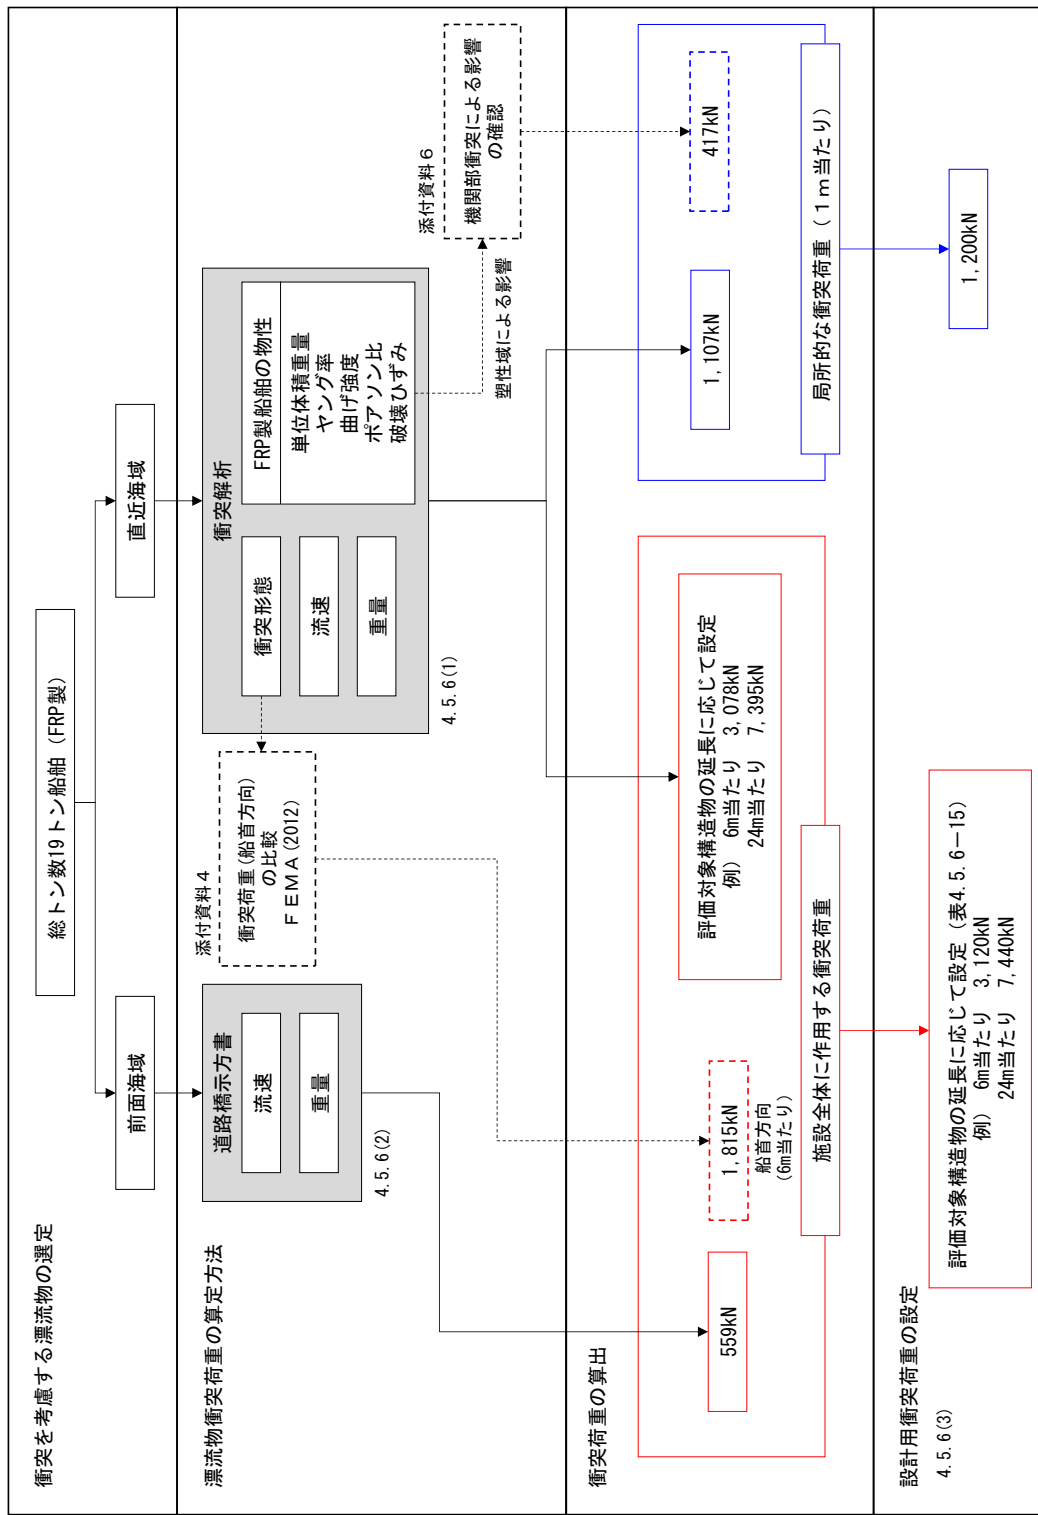 衝突を考慮する漂流物の選定
総トン数19トン船舶（FRP製）
前面海域
直近海域
漂流物衝突荷重の算定方法
道路橋示方書
流速
重量
4.5.6(2)
添付資料４
衝突荷重(船首方向)
の比較
ＦＥＭＡ(2012)
衝突解析
衝突形態
流速
重量
FRP製船舶の物性
単位体積重量
ヤング率
曲げ強度
ポアソン比
破壊ひずみ
4.5.6(1)
塑性域による影響
添付資料６
機関部衝突による影響
の確認
衝突荷重の算出
559kN
1,815kN
船首方向
(6m当たり)
評価対象構造物の延長に応じて設定
例）　6m当たり　3,078kN
24m当たり　7,395kN
施設全体に作用する衝突荷重
1,107kN
417kN
局所的な衝突荷重（１ｍ当たり）
設計用衝突荷重の設定
4.5.6(3)
評価対象構造物の延長に応じて設定（表4.5.6－15）
例）　6m当たり　3,120kN
24m当たり　7,440kN
1,200kN